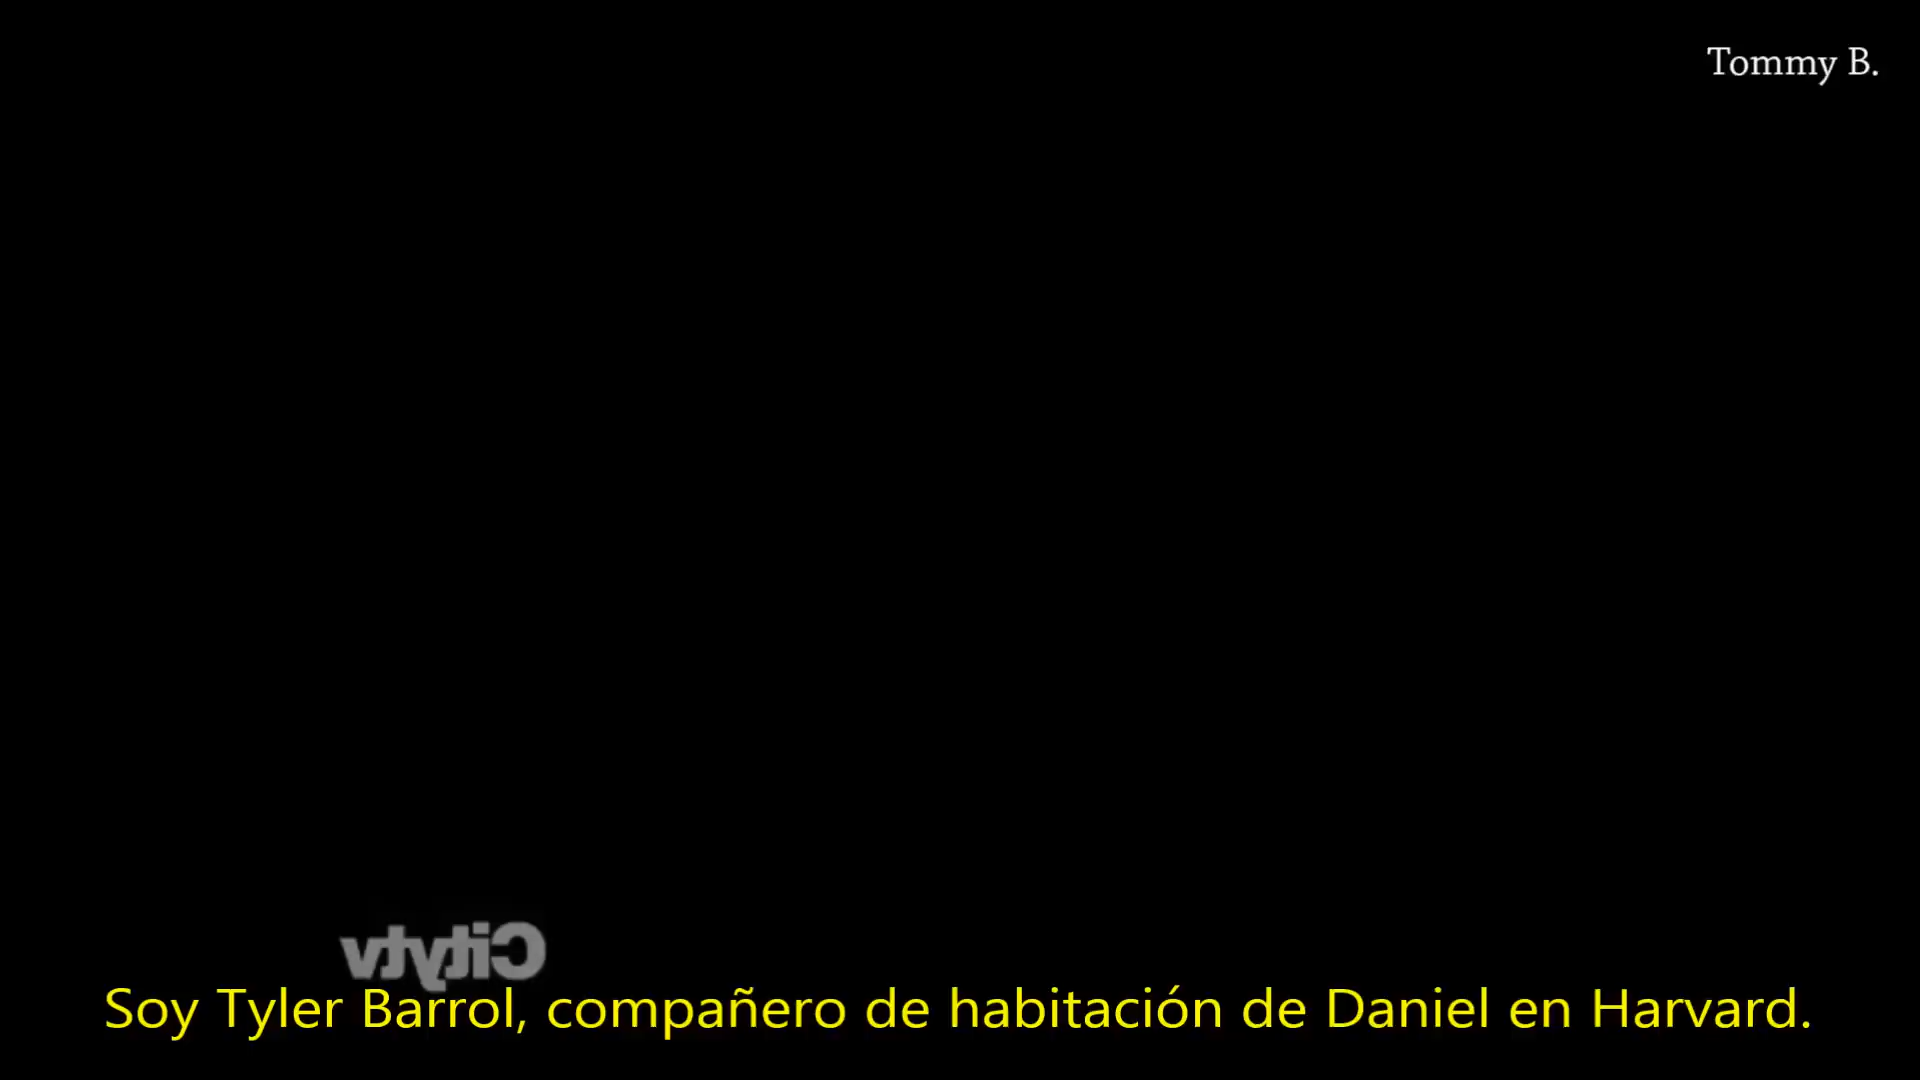 Tommy B.
Citytv
Soy Tyler Barrol, compañero de habitación de Daniel en Harvard.